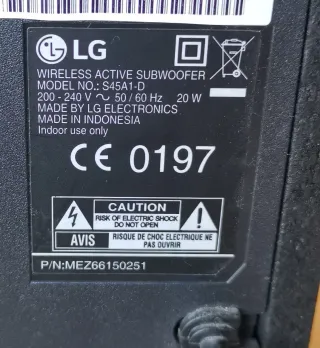 LG
WIRELESS ACTIVE SUBWOOFER
MODEL NO.: S45A1-D
200 - 240 V ~ 50 / 60 Hz 20 W
MADE BY LG ELECTRONICS
MADE IN INDONESIA
Indoor use only
CE 0197
CAUTION
RISK OF ELECTRIC SHOCK
DO NOT OPEN
AVIS
RISQUE DE CHOC ELECTRIQUE NE
PAS OUVRIR
P/N:MEZ66150251